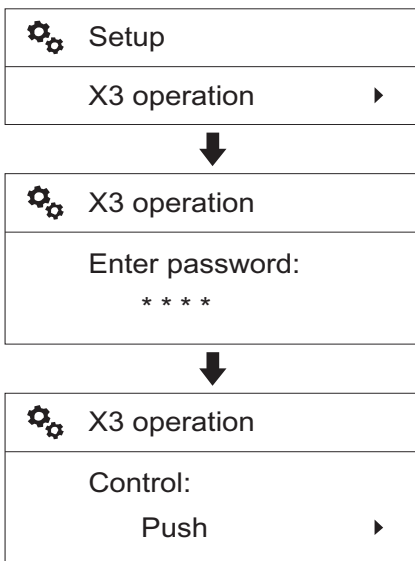 Setup
X3 operation
X3 operation
Enter password:
* * * *
X3 operation
Control:
Push